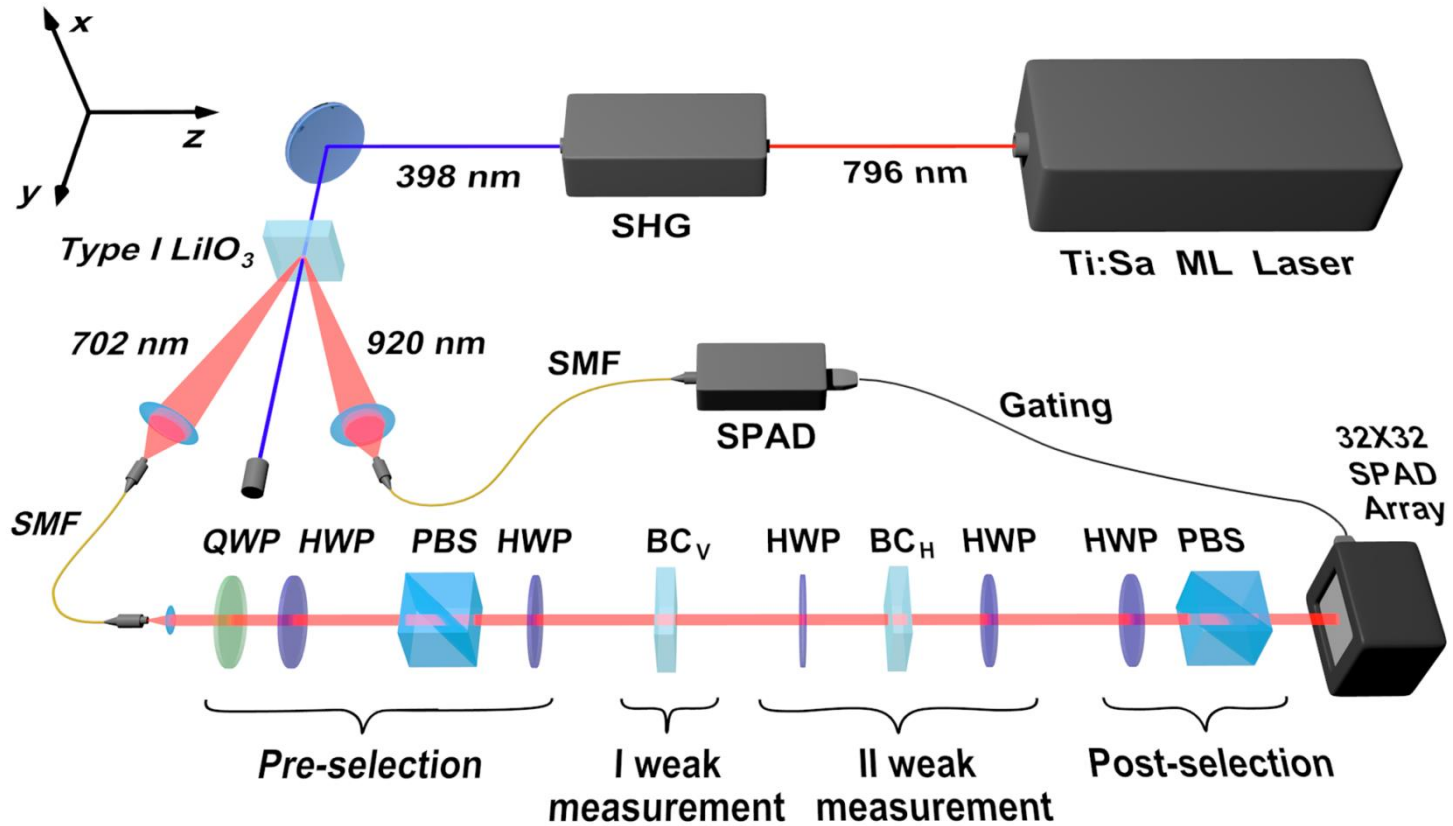 x
z
y
398 nm
796 nm
SHG
Ti:Sa ML Laser
Type I LiIO₃
702 nm
920 nm
SMF
SPAD
Gating
32X32
SPAD
Array
SMF
QWP HWP PBS HWP BCV HWP BCH HWP HWP PBS
Pre-selection
I weak
measurement
II weak
measurement
Post-selection